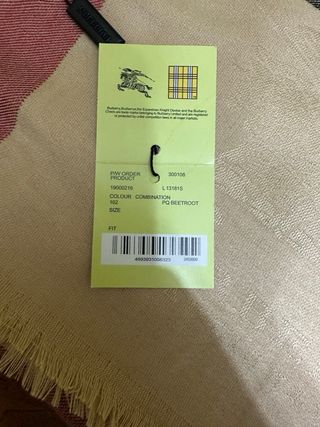 BURBERRY
Burberry, Burberry, the Equestrian Knight Device and the Burberry
Check are trade marks belonging to Burberry Limited and are registered
or protected by competition laws in all major markets.
P/W ORDER 300106
PRODUCT
19000216 L 131815
COLOUR COMBINATION
102 PQ BEETROOT
SIZE
FIT